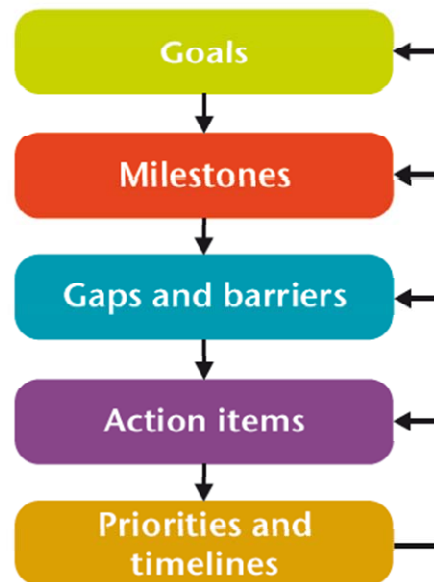 Goals
Milestones
Gaps and barriers
Action items
Priorities and
timelines